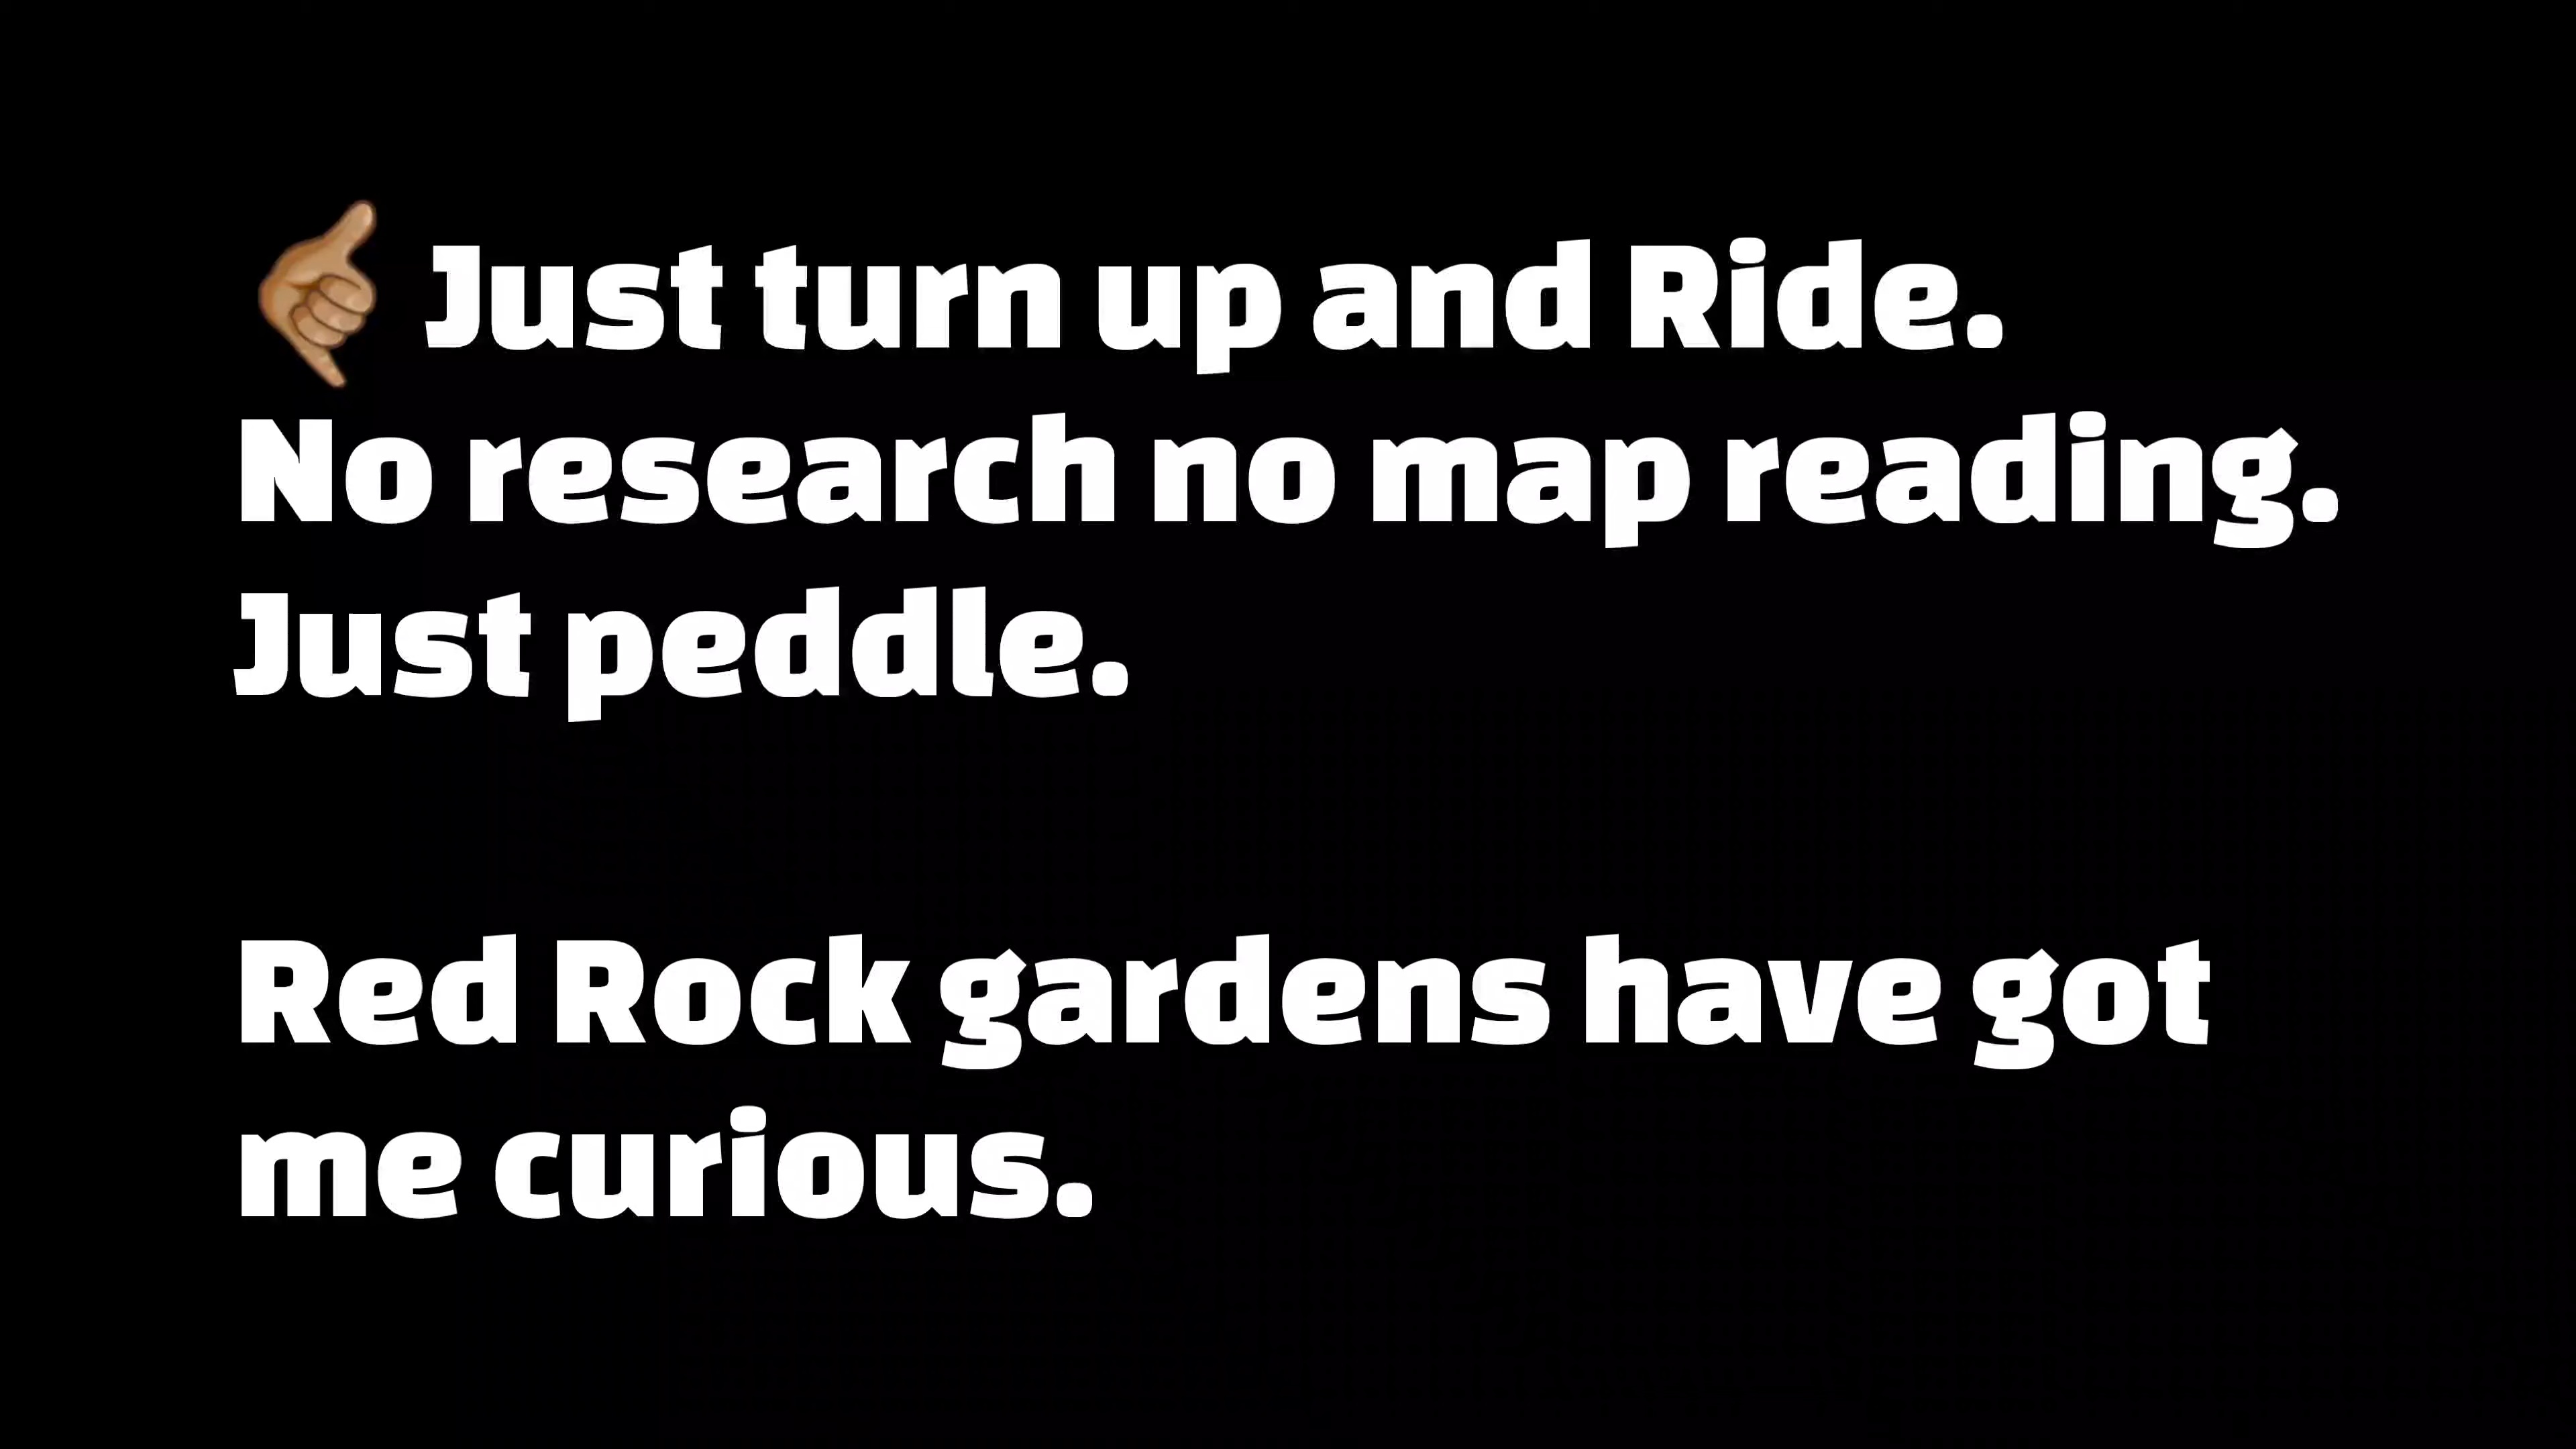 🤙🏽 Just turn up and Ride.
No research no map reading.
Just peddle.
Red Rock gardens have got
me curious.